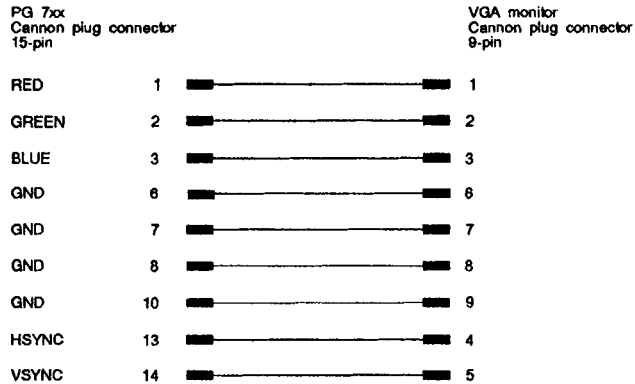 PG 7xx VGA monitor
Cannon plug connector Cannon plug connector
15-pin 9-pin
RED 1 1
GREEN 2 2
BLUE 3 3
GND 6 6
GND 7 7
GND 8 8
GND 10 9
HSYNC 13 4
VSYNC 14 5